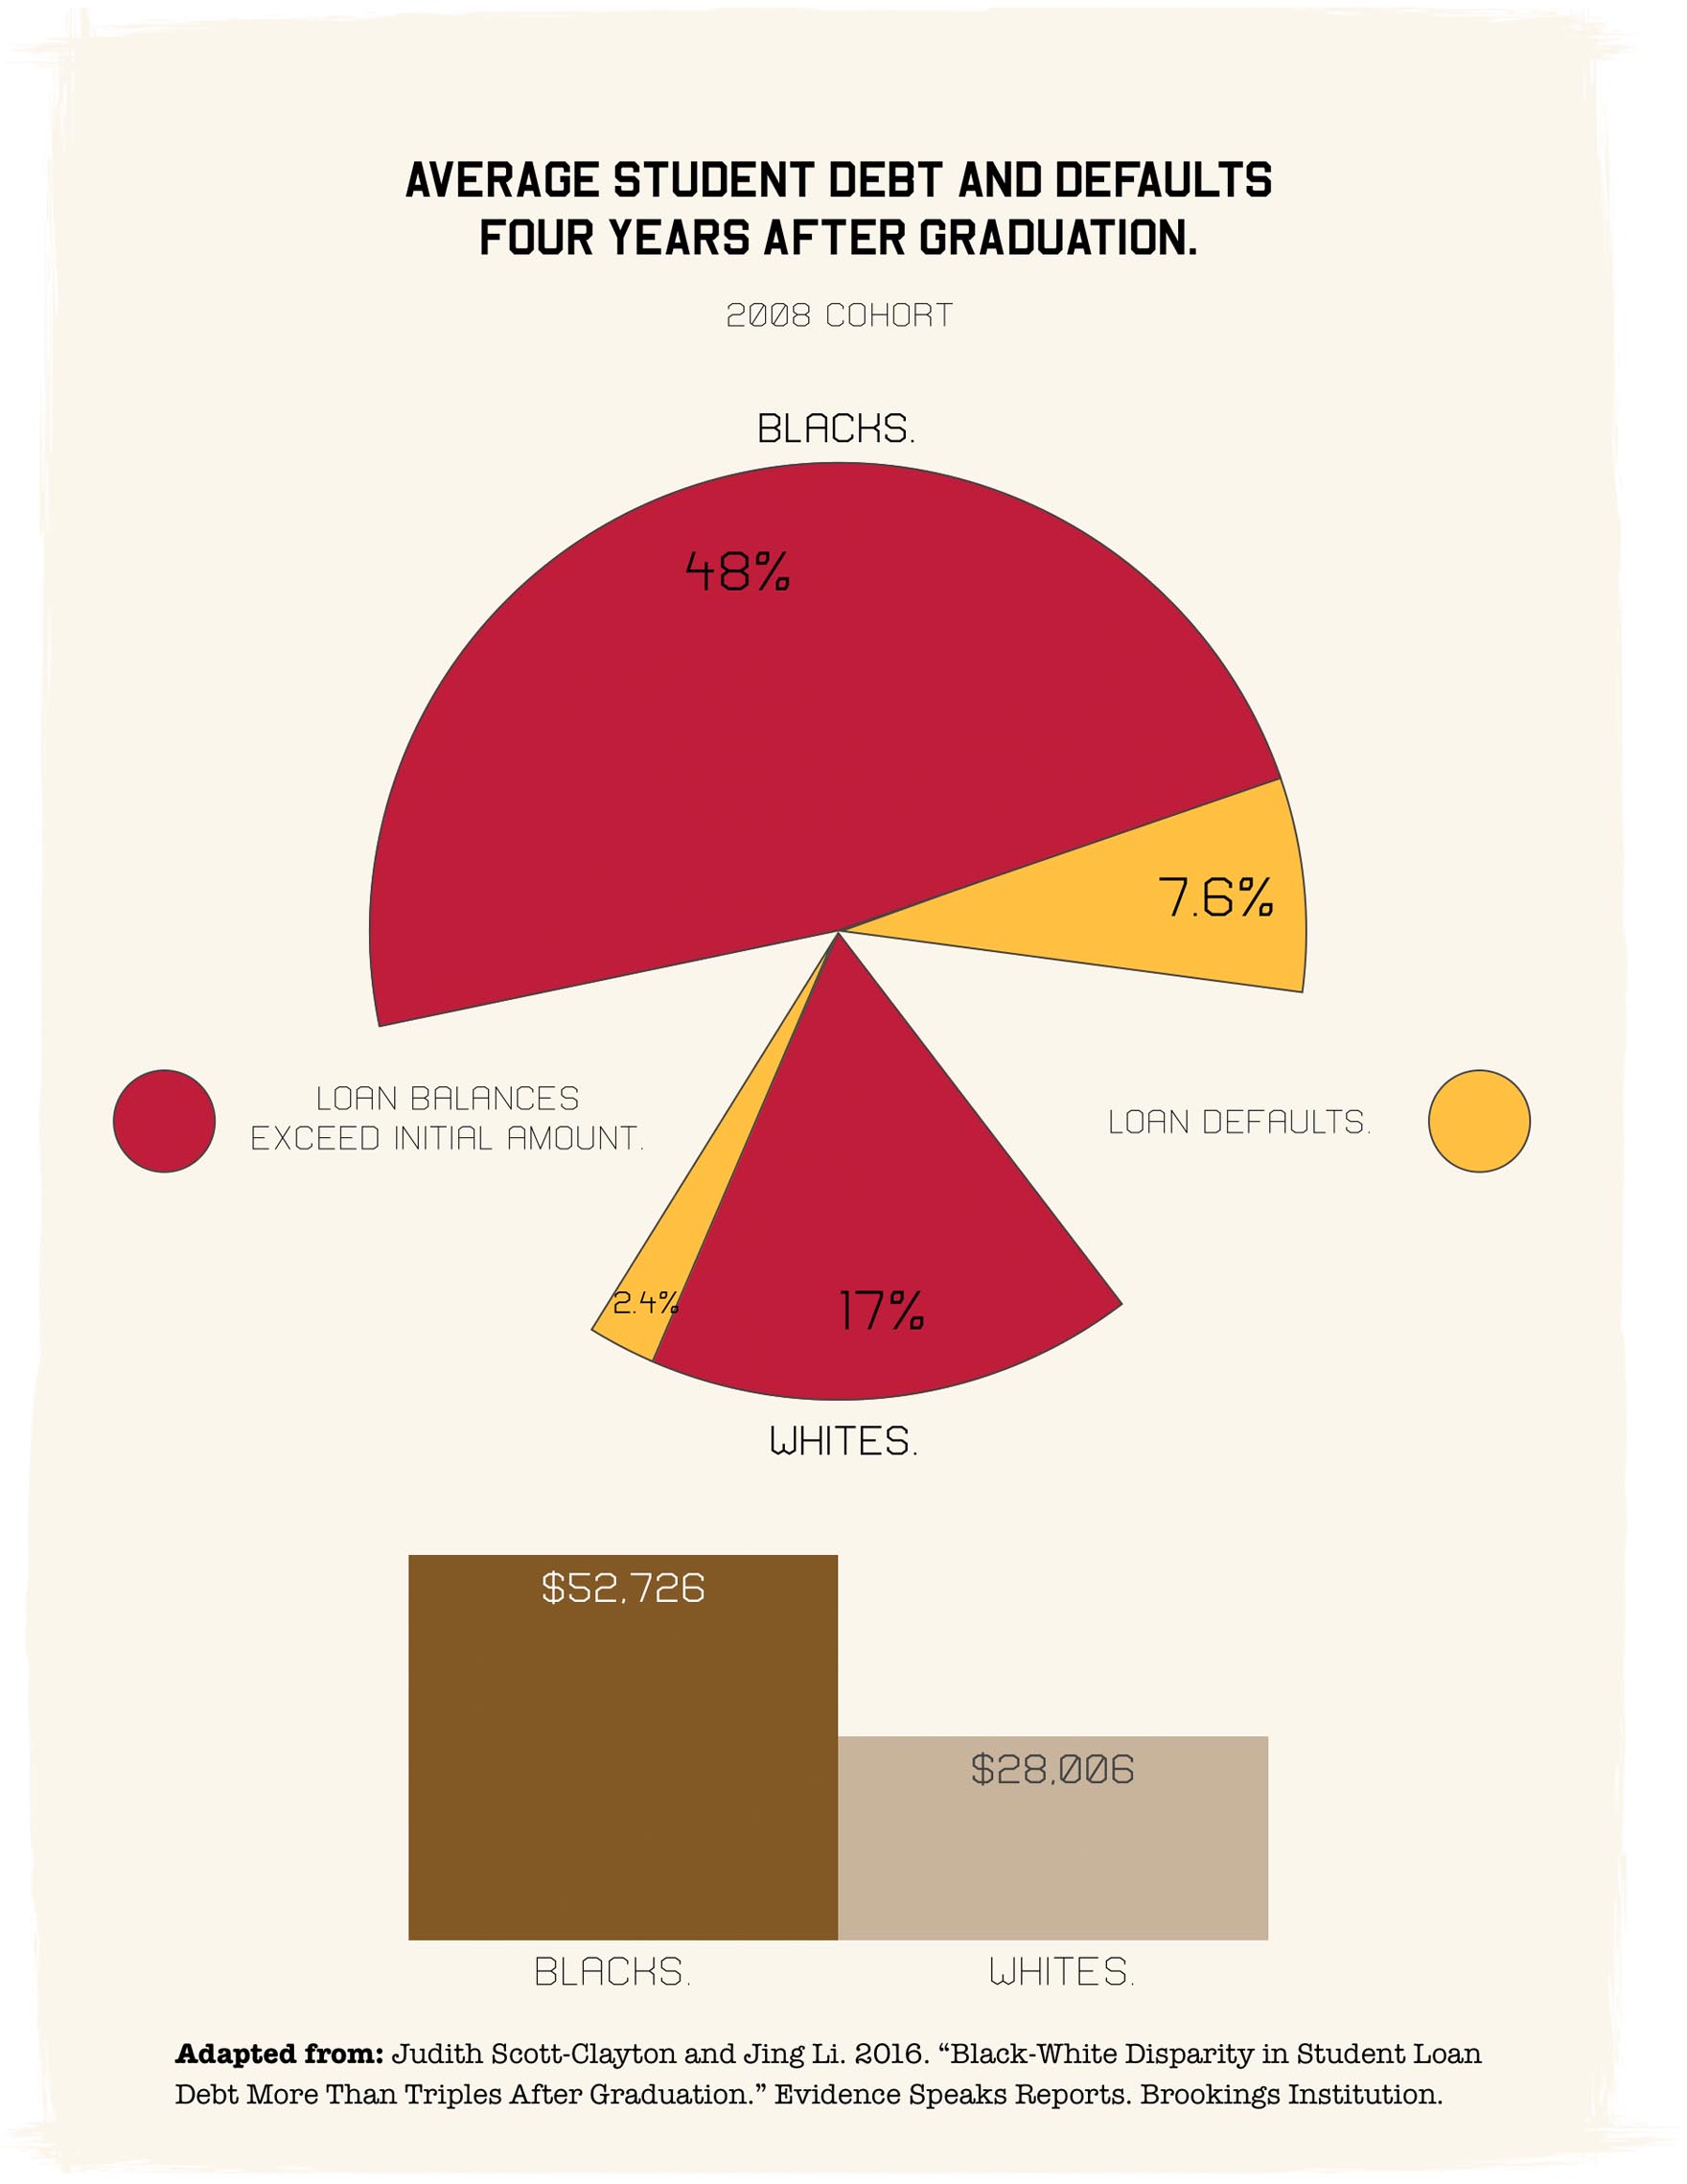 AVERAGE STUDENT DEBT AND DEFAULTS
FOUR YEARS AFTER GRADUATION.
2008 COHORT
BLACKS.
48%
7.6%
LOAN BALANCES
EXCEED INITIAL AMOUNT.
LOAN DEFAULTS.
2.4%
17%
WHITES.
$52,726
$28,006
BLACKS.
WHITES.
Adapted from: Judith Scott-Clayton and Jing Li. 2016. “Black-White Disparity in Student Loan
Debt More Than Triples After Graduation.” Evidence Speaks Reports. Brookings Institution.